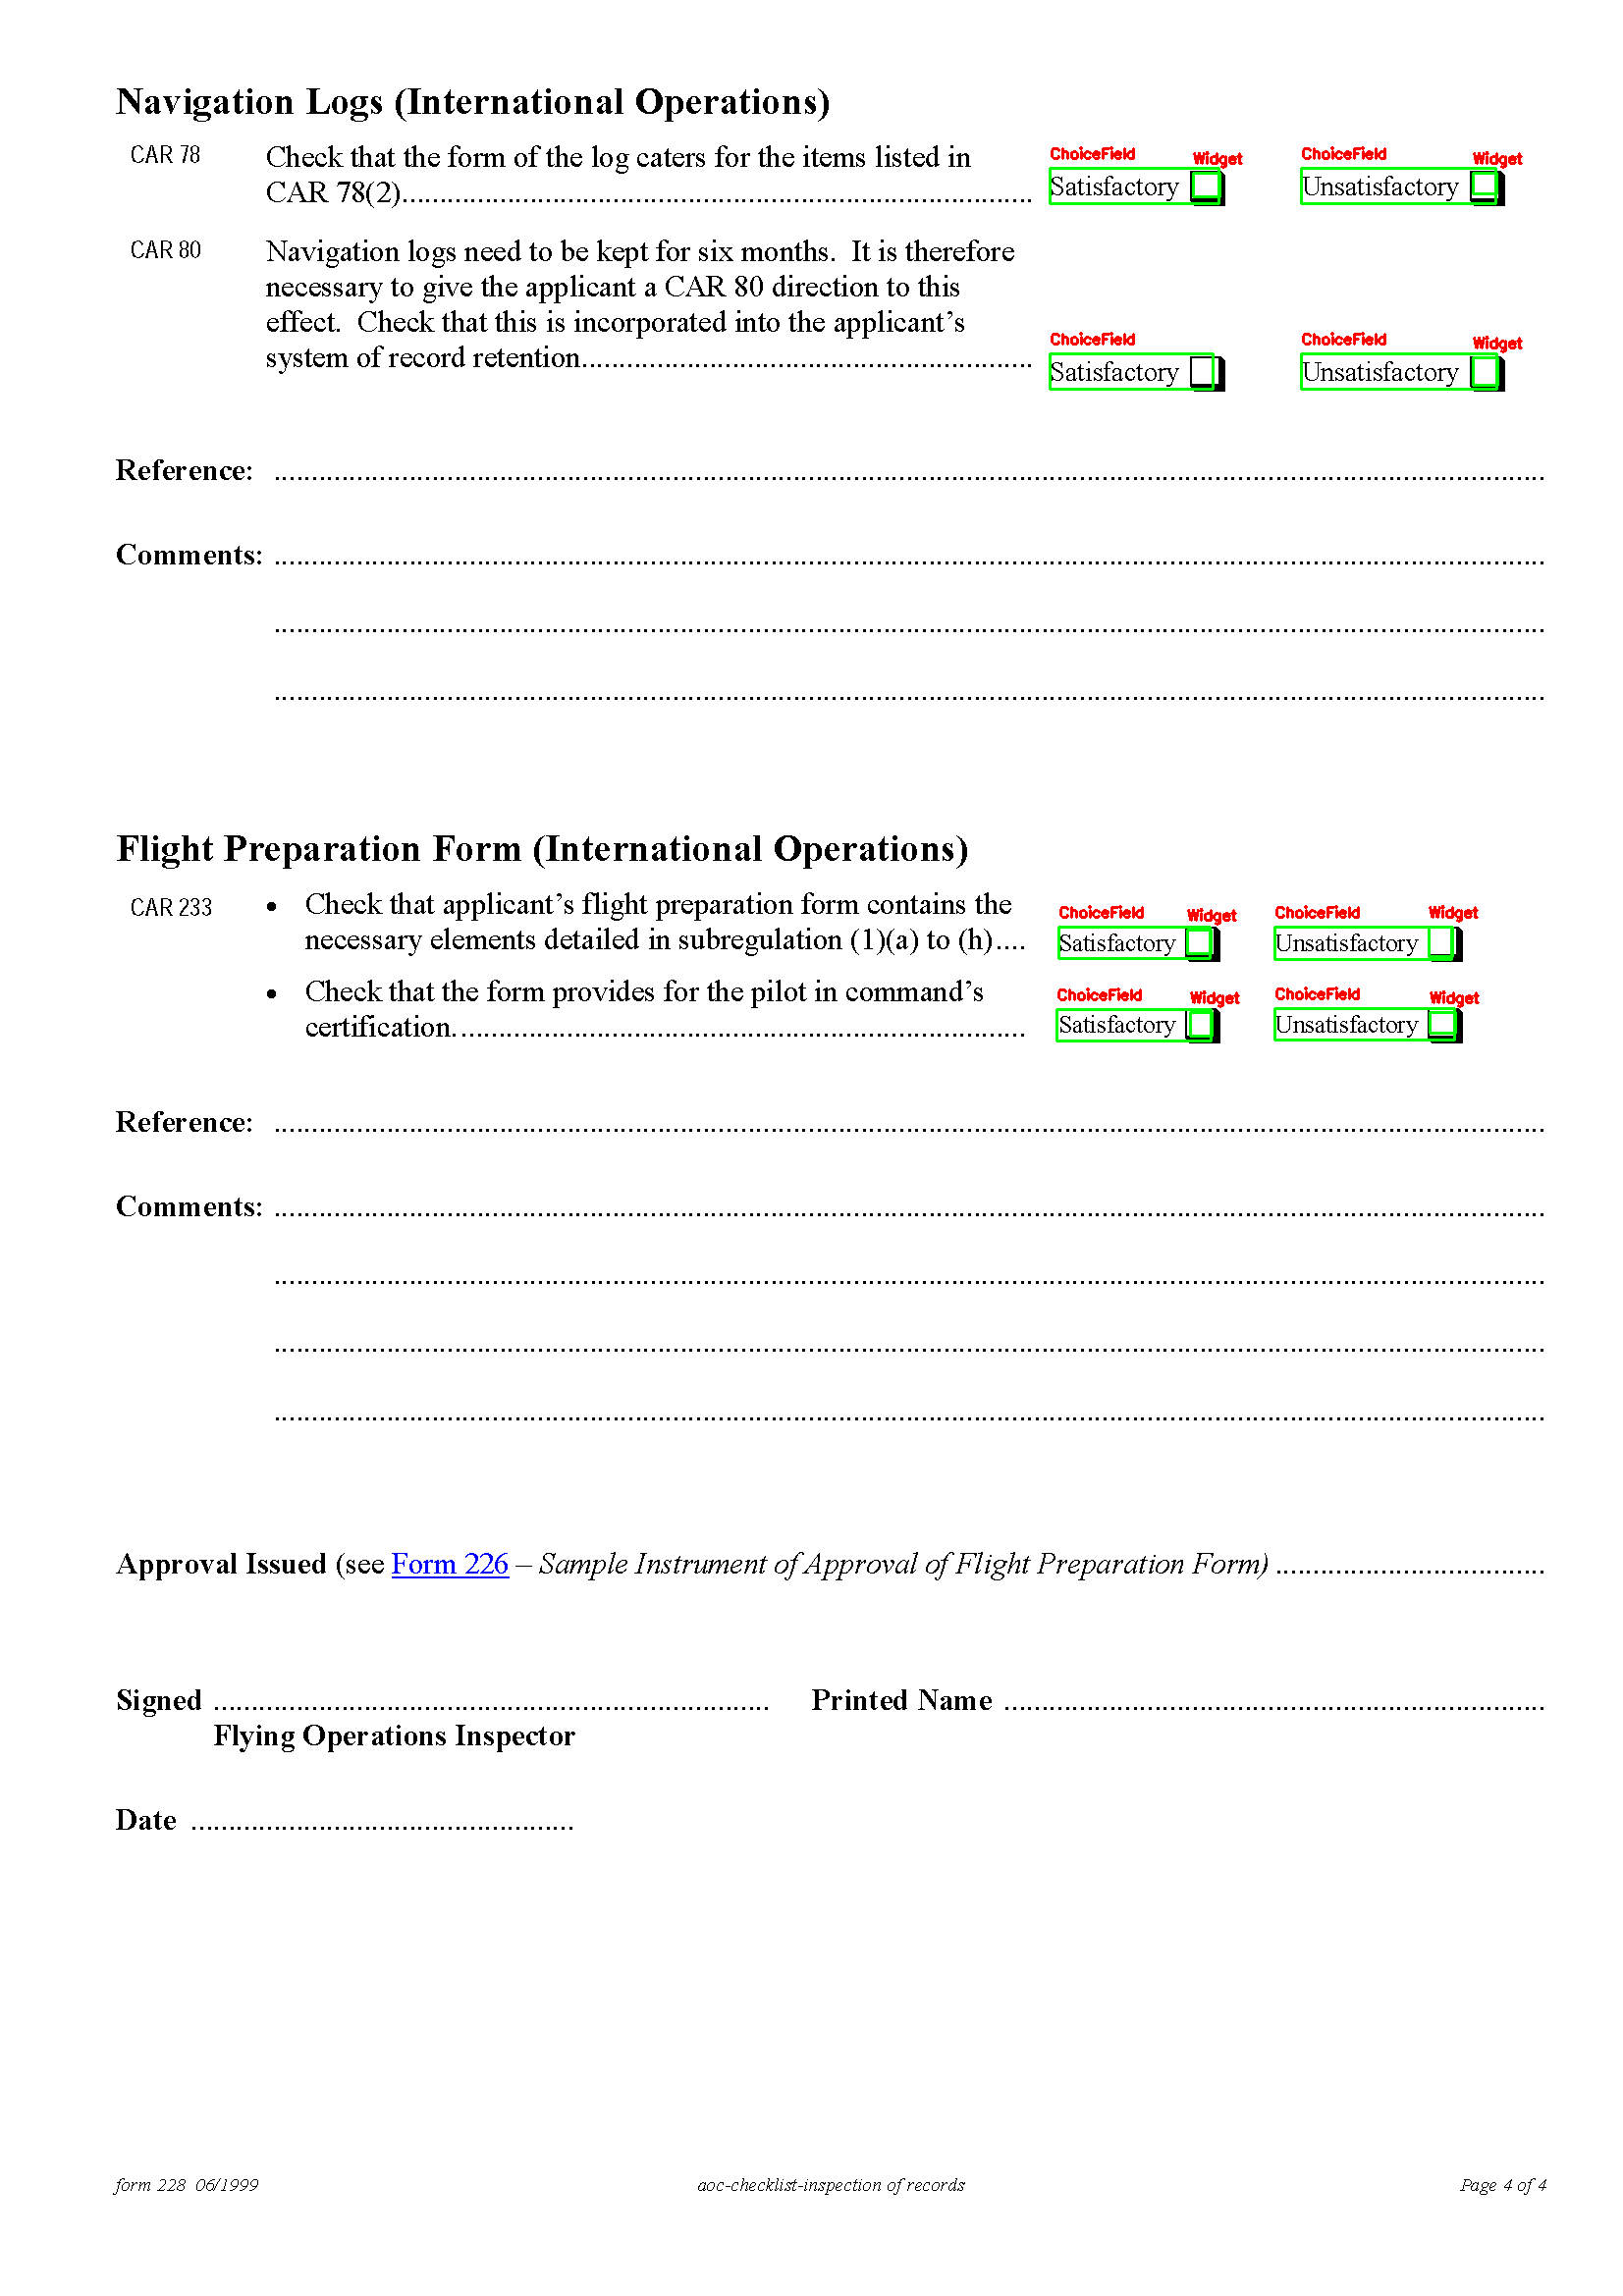 Navigation Logs (International Operations)
CAR 78 Check that the form of the log caters for the items listed in
CAR 78(2)....................................................................................
ChoiceField Widget ChoiceField Widget
Satisfactory Unsatisfactory
CAR 80 Navigation logs need to be kept for six months. It is therefore
necessary to give the applicant a CAR 80 direction to this
effect. Check that this is incorporated into the applicant’s
system of record retention............................................................
ChoiceField ChoiceField Widget
Satisfactory Unsatisfactory
Reference: ....................................................................................
Comments: ....................................................................................
....................................................................................
....................................................................................
Flight Preparation Form (International Operations)
CAR 233 • Check that applicant’s flight preparation form contains the
necessary elements detailed in subregulation (1)(a) to (h)....
ChoiceField Widget ChoiceField Widget
Satisfactory Unsatisfactory
• Check that the form provides for the pilot in command’s
certification............................................................................
ChoiceField Widget ChoiceField Widget
Satisfactory Unsatisfactory
Reference: ....................................................................................
Comments: ....................................................................................
....................................................................................
....................................................................................
....................................................................................
Approval Issued (see Form 226 – Sample Instrument of Approval of Flight Preparation Form) ....................................
Signed .......................................................................... Printed Name ........................................................................
Flying Operations Inspector
Date ...................................................
form 228 06/1999 aoc-checklist-inspection of records Page 4 of 4